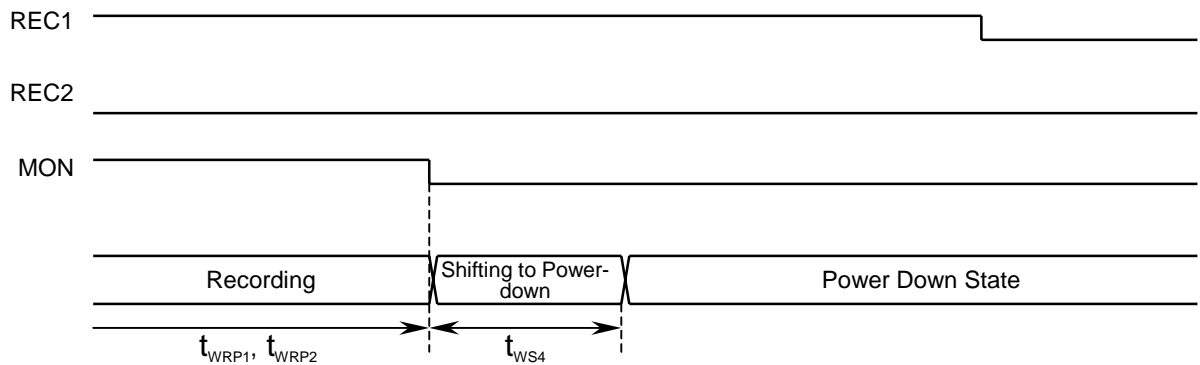 REC1
REC2
MON
Recording
Shifting to Power-
down
Power Down State
tWRP1, tWRP2
tWS4